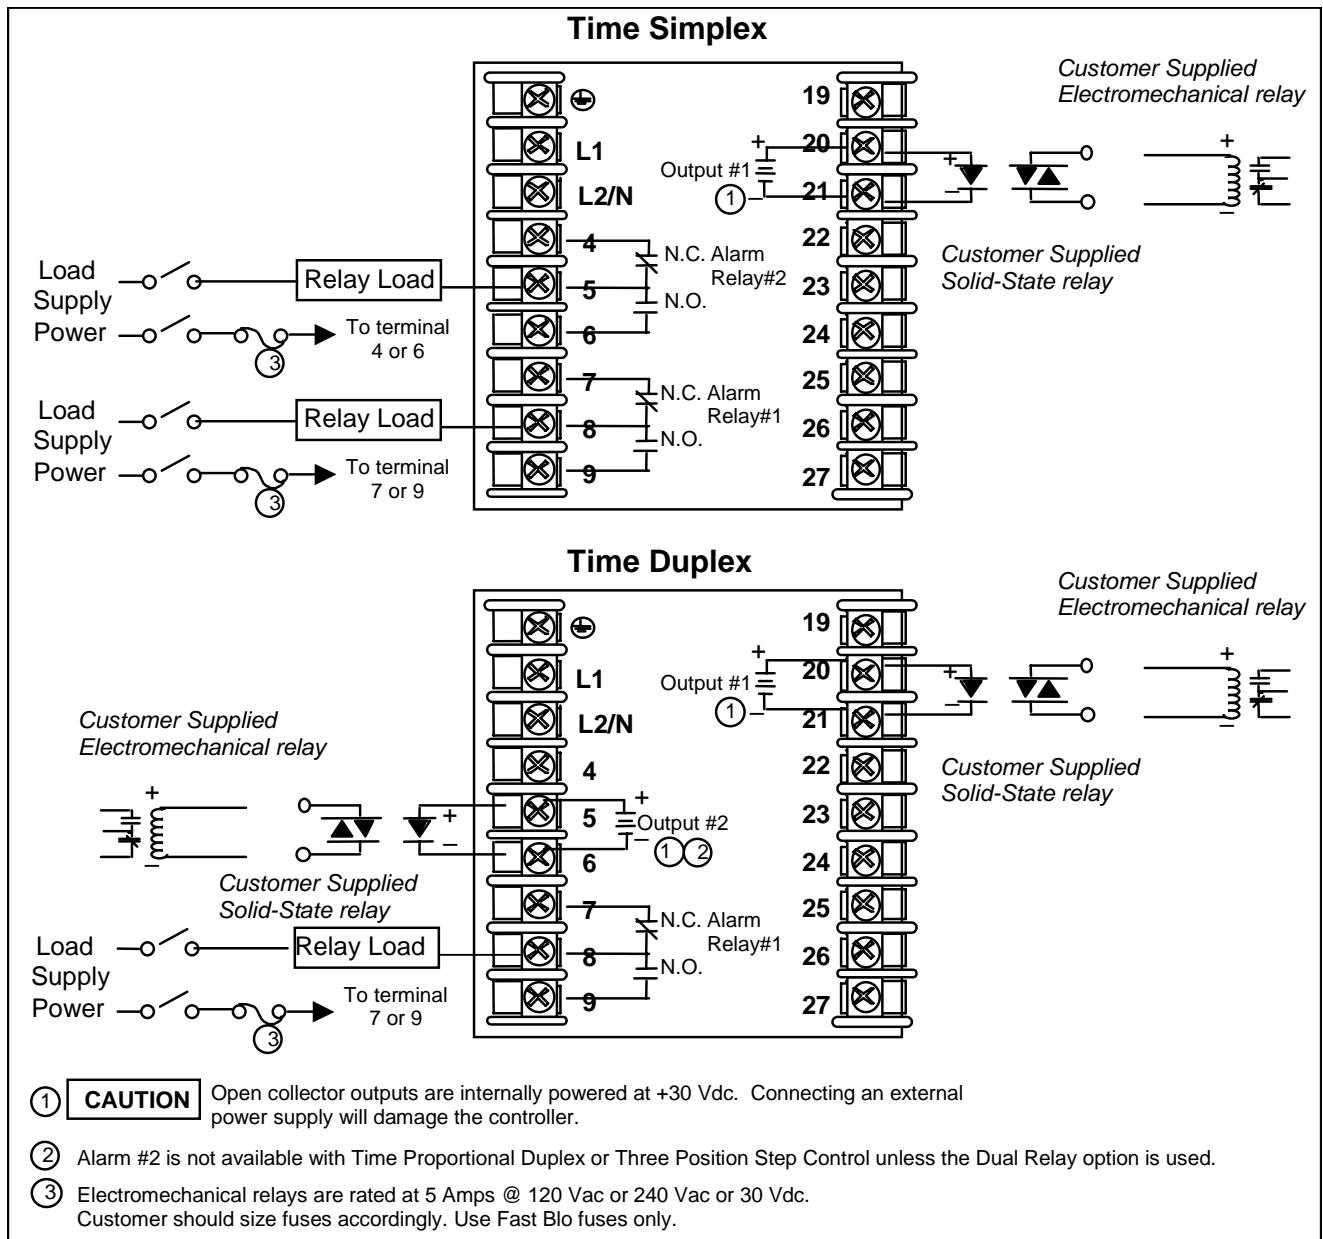 Time Simplex
Customer Supplied
Electromechanical relay
19
L1
+
20
+
+
Output #1
1
–
–
–
L2/N
21
4
N.C. Alarm
Relay#2
22
Customer Supplied
Solid-State relay
Load
Supply
Power
Relay Load
5
N.O.
23
To terminal
4 or 6
3
6
24
7
N.C. Alarm
Relay#1
25
Load
Supply
Power
Relay Load
8
N.O.
26
To terminal
7 or 9
3
9
27
Time Duplex
Customer Supplied
Electromechanical relay
19
L1
+
20
+
+
Output #1
1
–
–
–
L2/N
21
Customer Supplied
Electromechanical relay
4
22
Customer Supplied
Solid-State relay
+
+
5
+
Output #2
23
–
–
6
–
1 2
24
Customer Supplied
Solid-State relay
7
N.C. Alarm
Relay#1
25
Load
Supply
Power
Relay Load
8
N.O.
26
To terminal
7 or 9
3
9
27
1 CAUTION Open collector outputs are internally powered at +30 Vdc. Connecting an external
power supply will damage the controller.
2 Alarm #2 is not available with Time Proportional Duplex or Three Position Step Control unless the Dual Relay option is used.
3 Electromechanical relays are rated at 5 Amps @ 120 Vac or 240 Vac or 30 Vdc.
Customer should size fuses accordingly. Use Fast Blo fuses only.